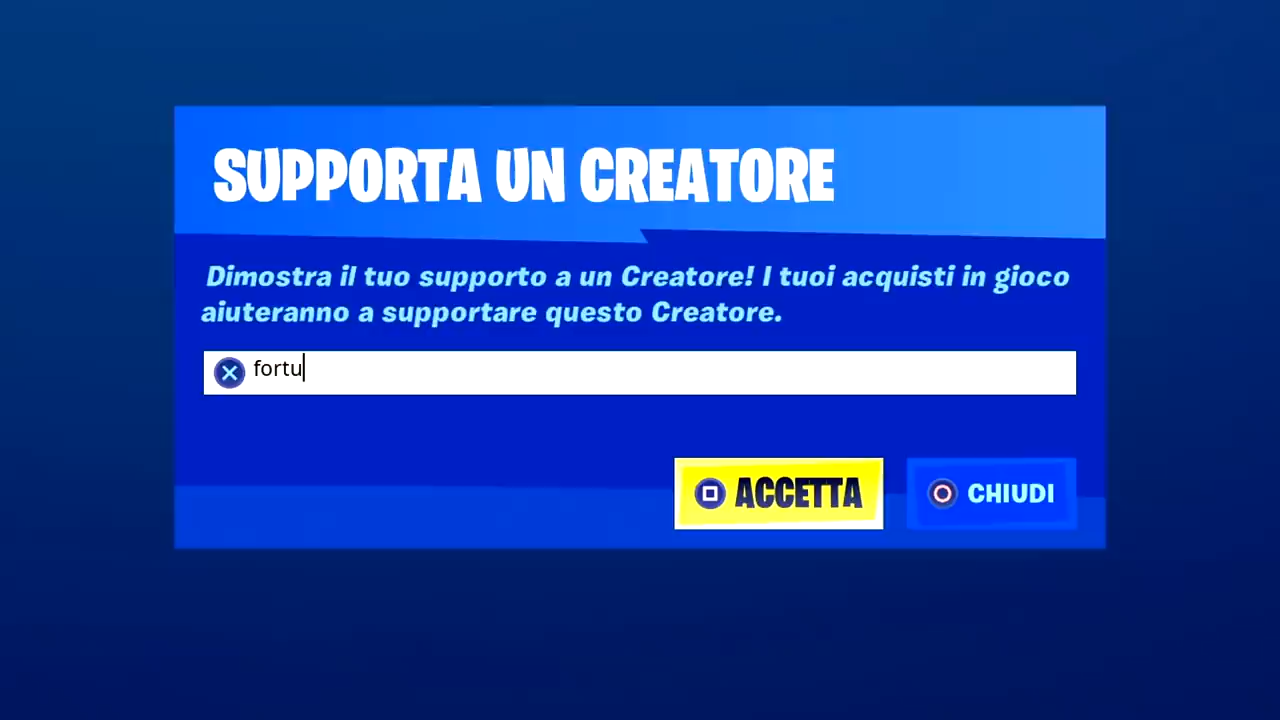 SUPPORTA UN CREATORE
Dimostra il tuo supporto a un Creatore! I tuoi acquisti in gioco
aiuteranno a supportare questo Creatore.
fortu
ACCETTA
CHIUDI